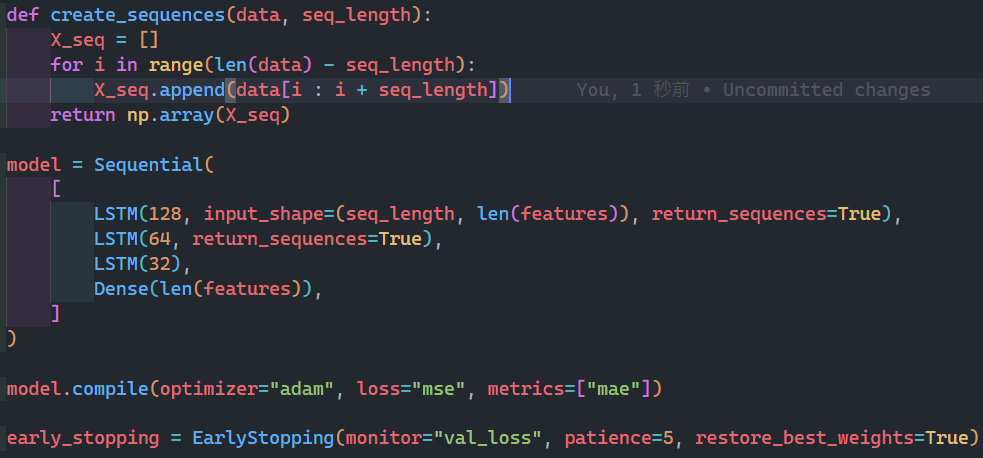 def create_sequences(data, seq_length):
    X_seq = []
    for i in range(len(data) - seq_length):
        X_seq.append(data[i : i + seq_length])      You, 1 秒前 • Uncommitted changes
    return np.array(X_seq)

model = Sequential(
    [
        LSTM(128, input_shape=(seq_length, len(features)), return_sequences=True),
        LSTM(64, return_sequences=True),
        LSTM(32),
        Dense(len(features)),
    ]
)

model.compile(optimizer="adam", loss="mse", metrics=["mae"])

early_stopping = EarlyStopping(monitor="val_loss", patience=5, restore_best_weights=True)